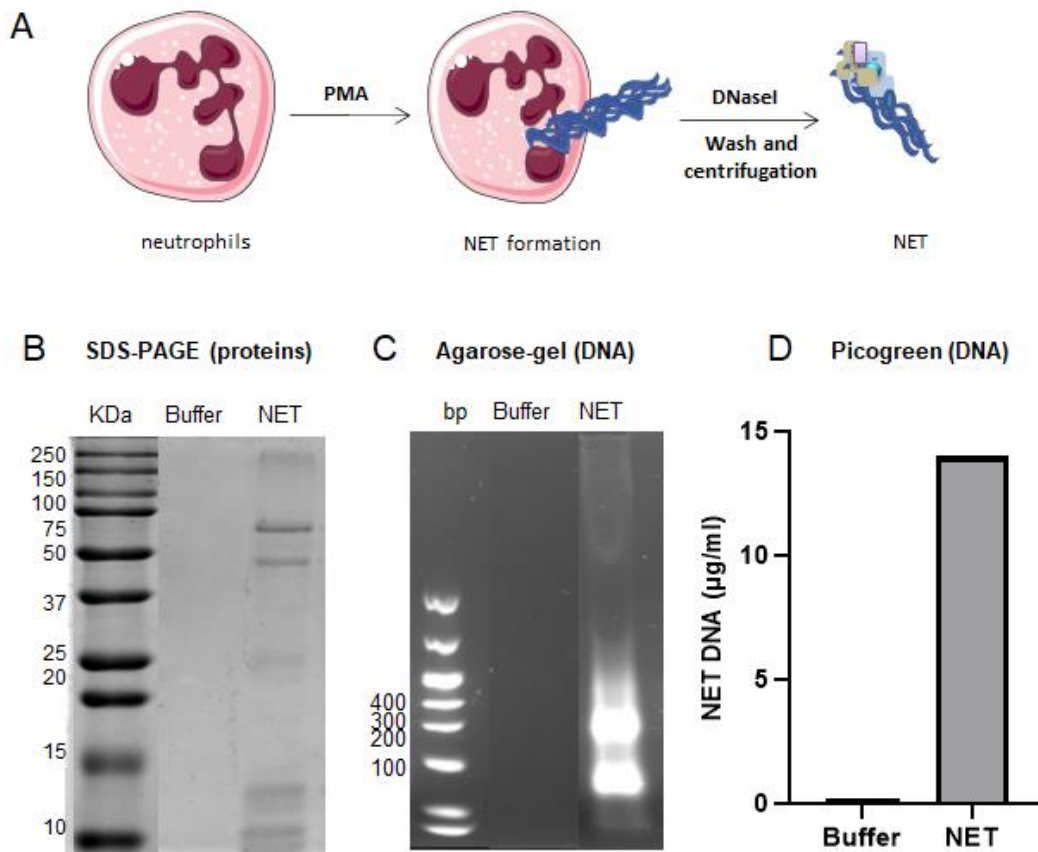 A
PMA
DNaseI
Wash and
centrifugation
neutrophils
NET formation
NET
B SDS-PAGE (proteins)
KDa Buffer NET
250
150
100
75
50
37
25
20
15
10
C Agarose-gel (DNA)
bp Buffer NET
400
300
200
100
D Picogreen (DNA)
NET DNA (µg/ml)
15
10
5
0
Buffer NET